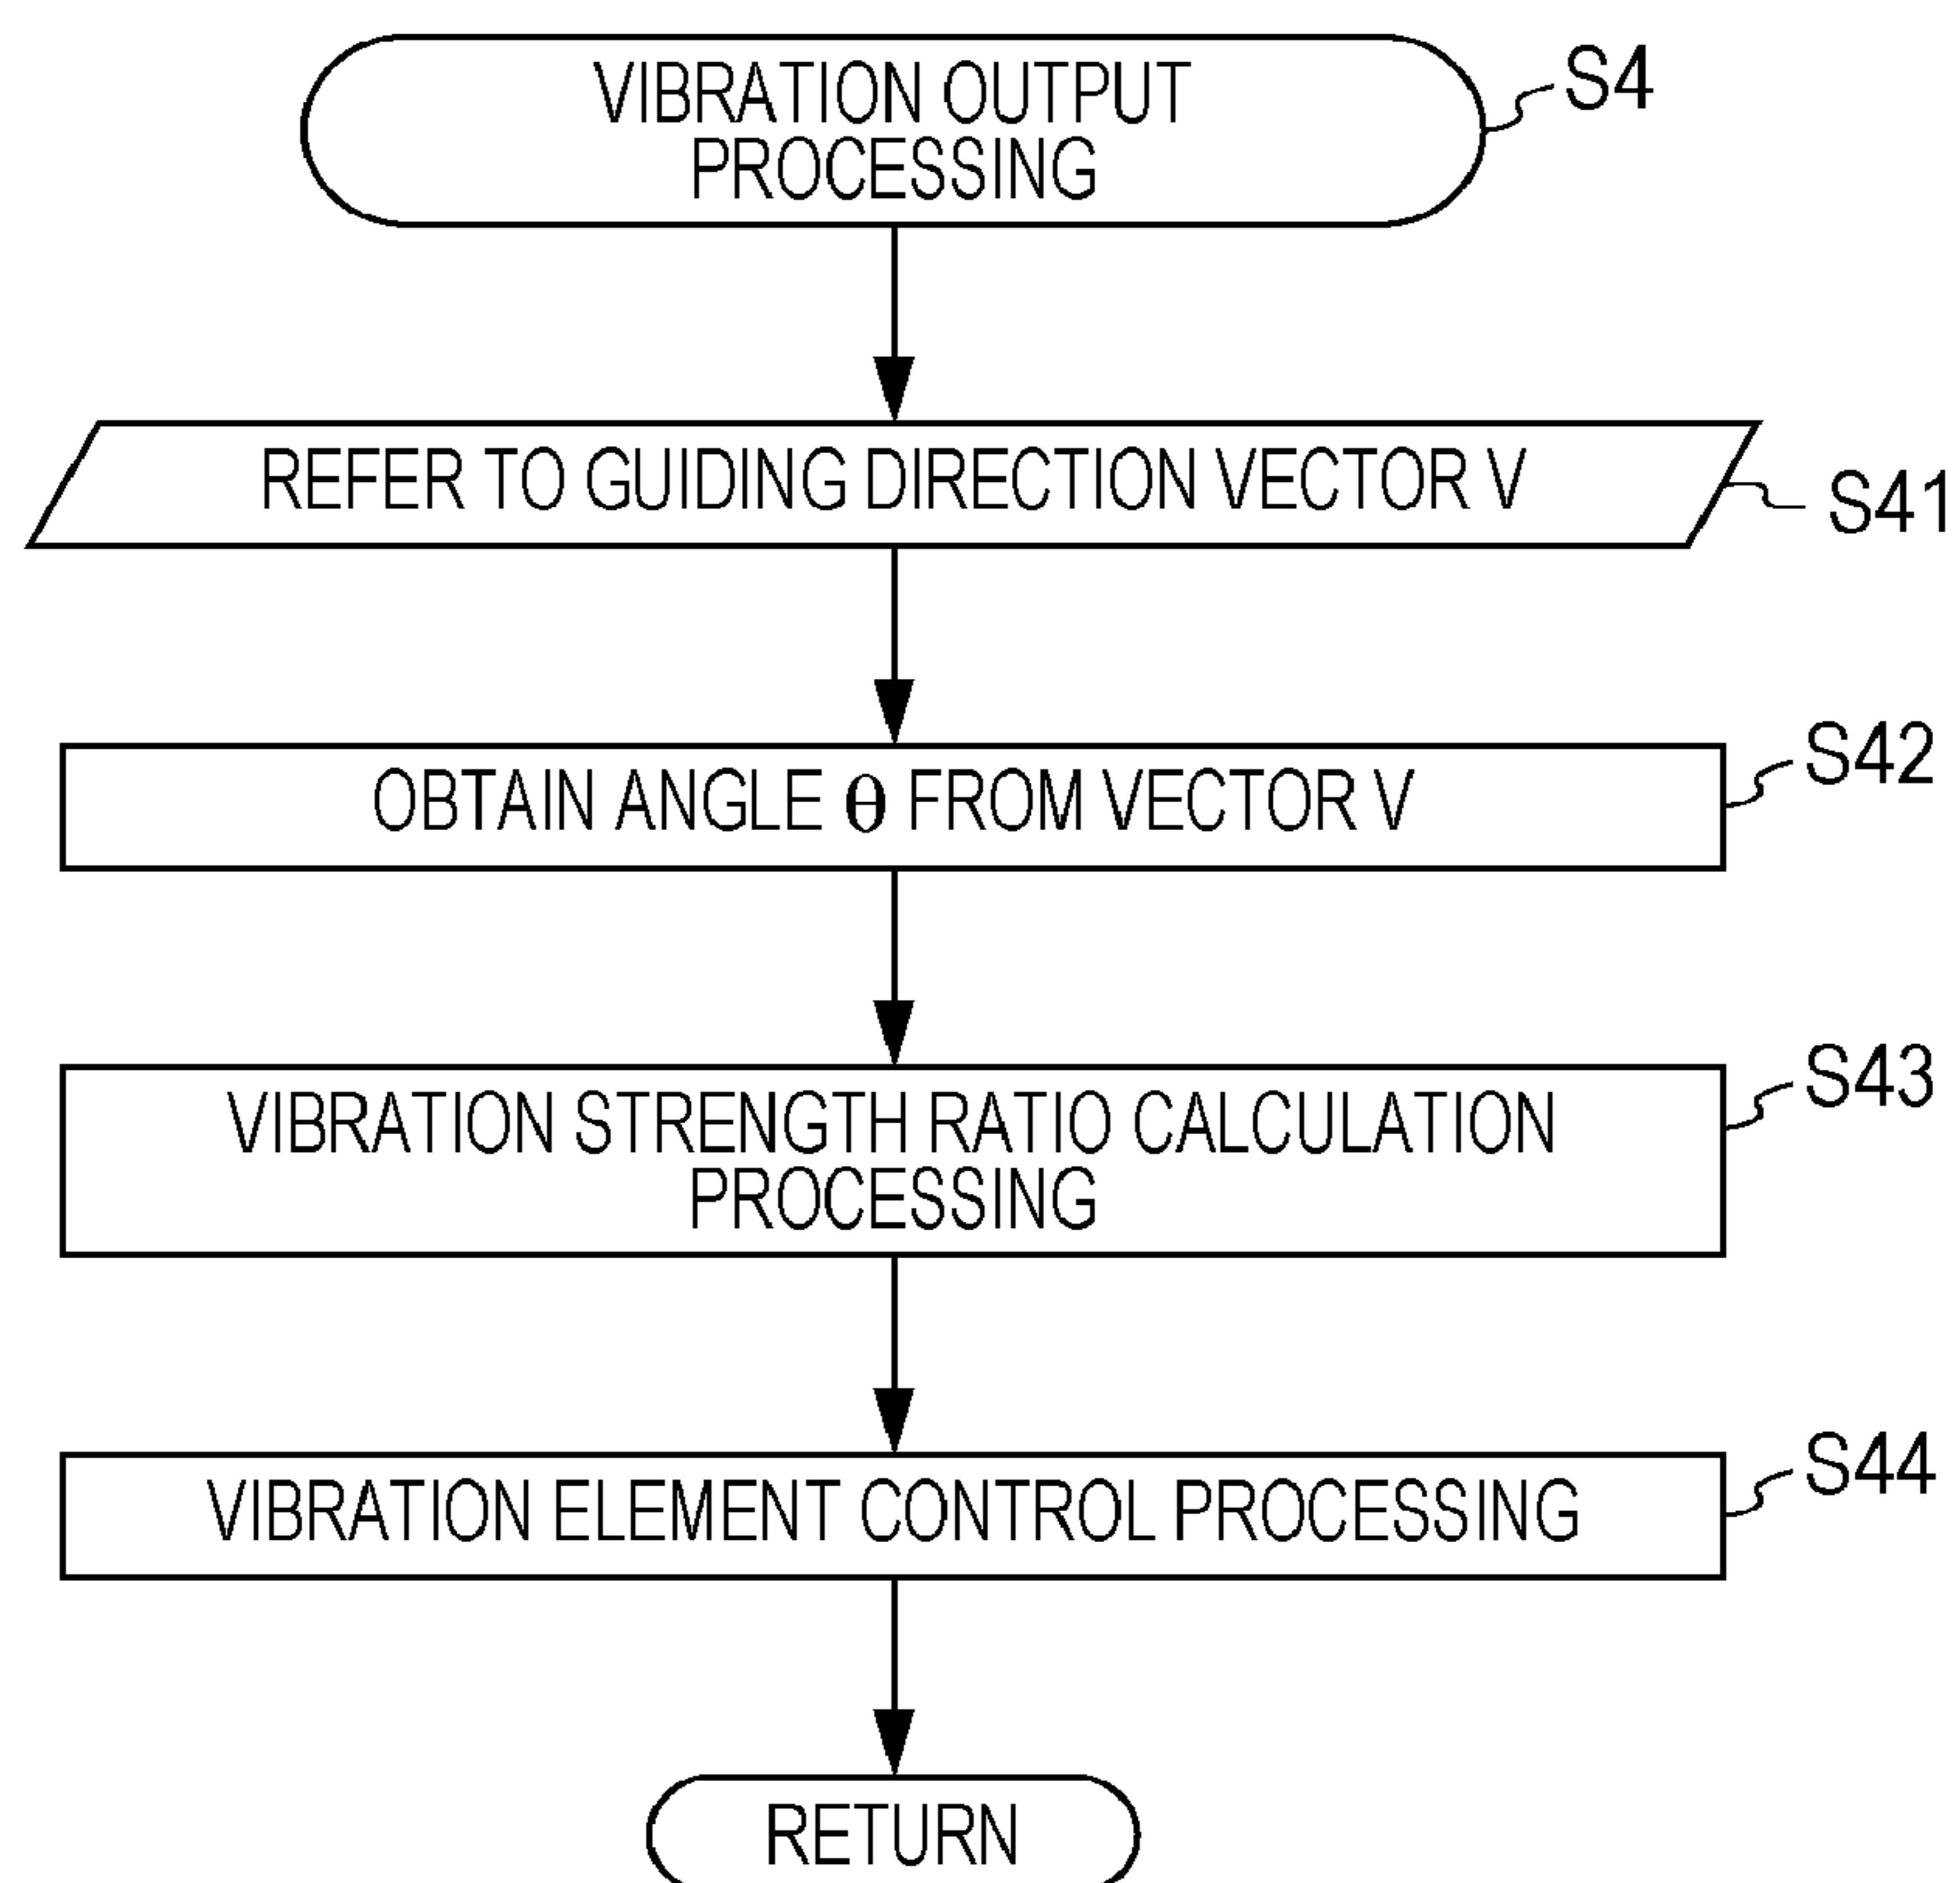 VIBRATION OUTPUT
PROCESSING
S4
REFER TO GUIDING DIRECTION VECTOR V
S41
OBTAIN ANGLE θ FROM VECTOR V
S42
VIBRATION STRENGTH RATIO CALCULATION
PROCESSING
S43
VIBRATION ELEMENT CONTROL PROCESSING
S44
RETURN